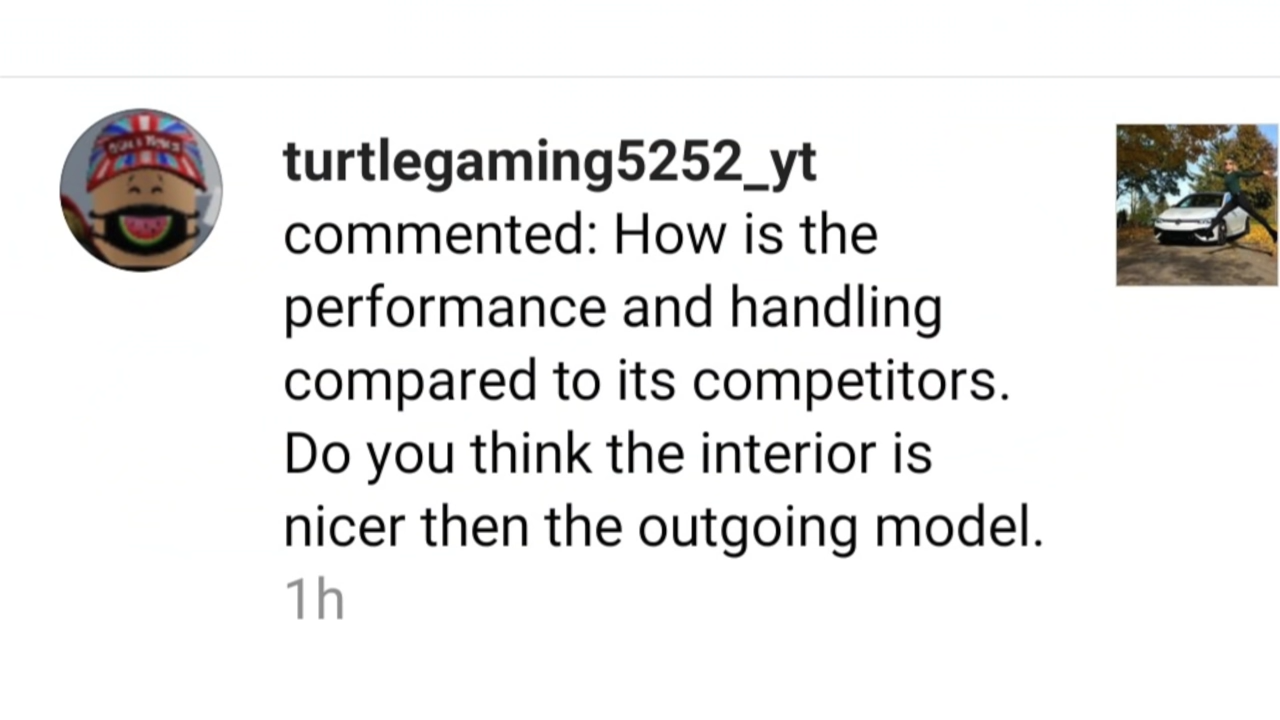 turtlegaming5252_yt
commented: How is the
performance and handling
compared to its competitors.
Do you think the interior is
nicer then the outgoing model.
1h